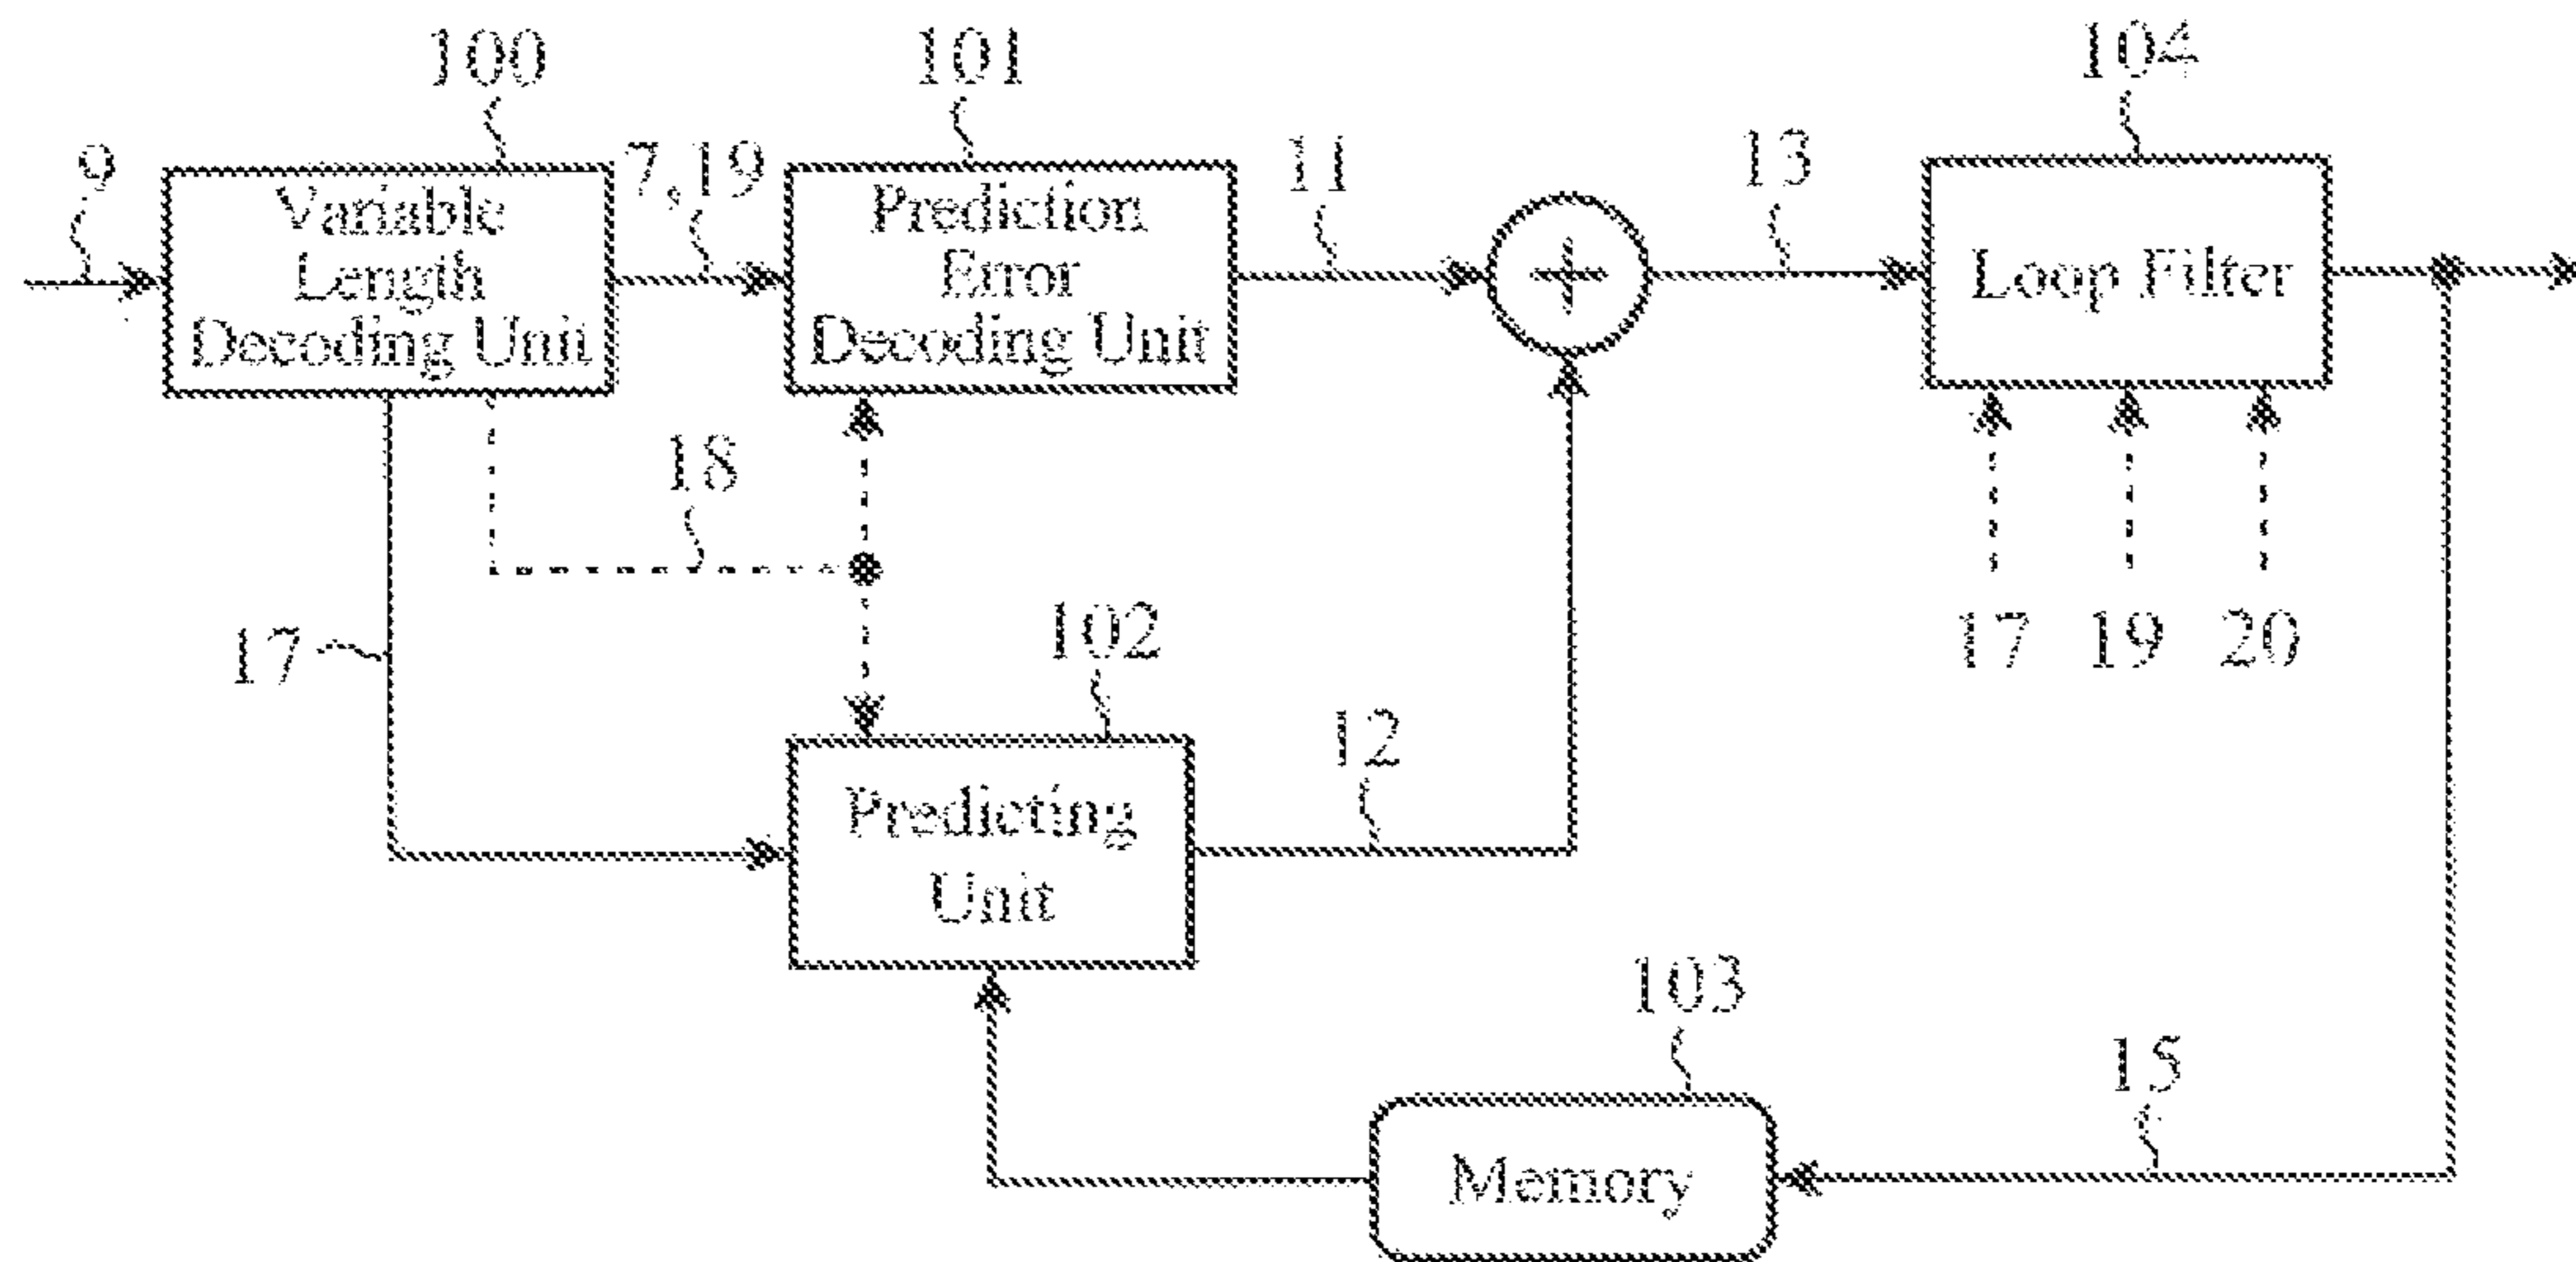 100
101
104
9
7,19
11
13
Variable
Length
Decoding Unit
Prediction
Error
Decoding Unit
+
Loop Filter
18
17
102
17 19 20
12
Predicting
Unit
103
15
Memory